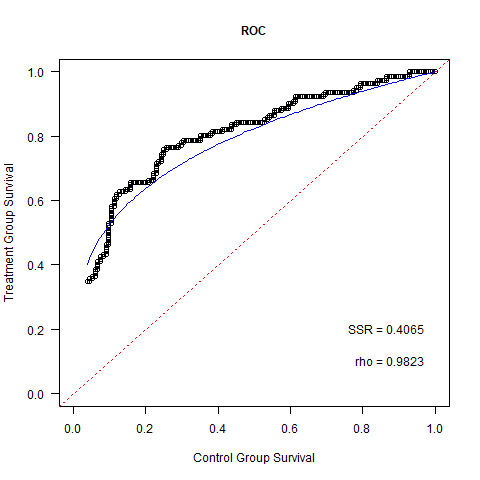 ROC
Treatment Group Survival
1.0
0.8
0.6
0.4
0.2
0.0
SSR = 0.4065
rho = 0.9823
0.0 0.2 0.4 0.6 0.8 1.0
Control Group Survival